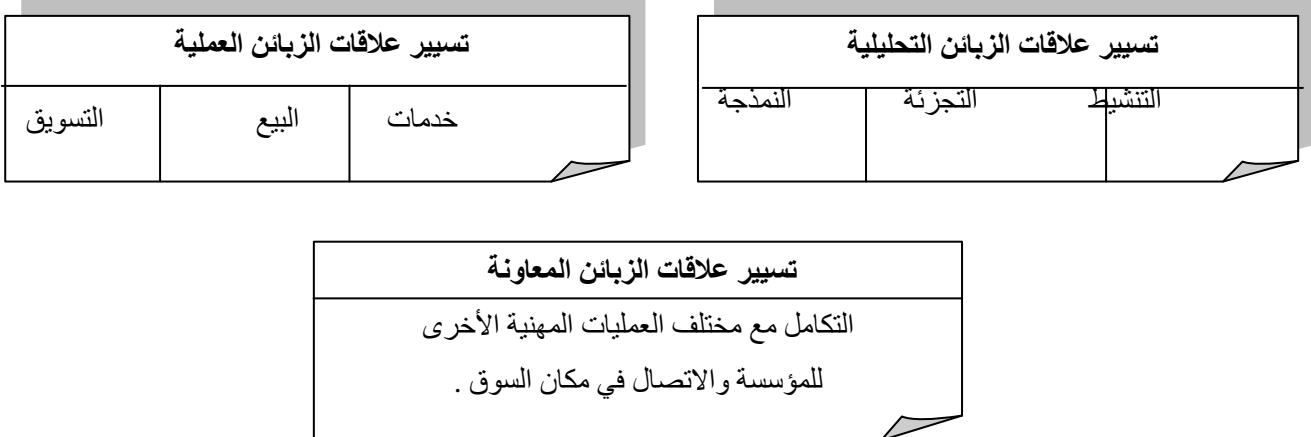 تسيير علاقات الزبائن التحليلية
التنشيط التجزئة النمذجة
تسيير علاقات الزبائن العملية
خدمات البيع التسويق
تسيير علاقات الزبائن المعاونة
التكامل مع مختلف العمليات المهنية الأخرى
للمؤسسة والاتصال في مكان السوق .